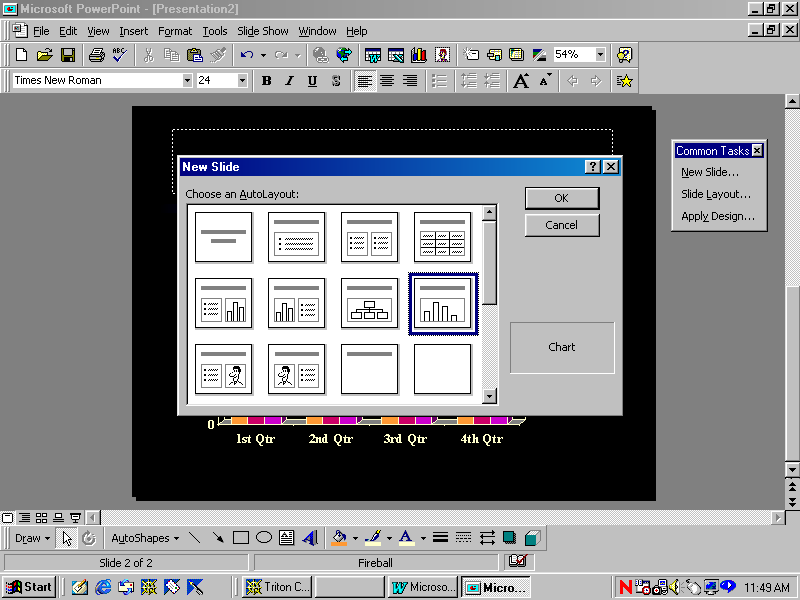 Microsoft PowerPoint - [Presentation2]
File Edit View Insert Format Tools Slide Show Window Help
ABC
54%
Times New Roman 24 B I U S A A
Common Tasks
New Slide...
Slide Layout...
Apply Design...
New Slide
Choose an AutoLayout:
OK
Cancel
Chart
0
1st Qtr 2nd Qtr 3rd Qtr 4th Qtr
Draw AutoShapes A A
Slide 2 of 2 Fireball
Start Triton C... Microso... Micro... N 11:49 AM